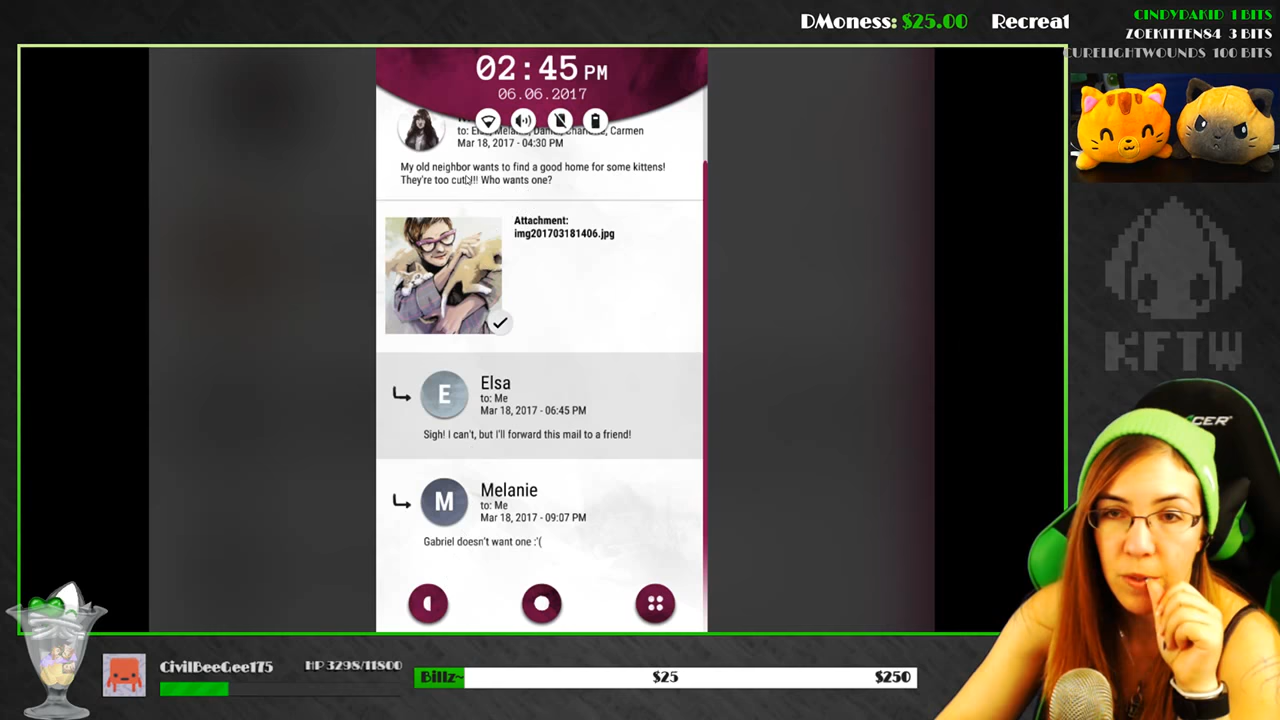 DMoness: $25.00 Recreat
CINDYDAKID 1 BITS
ZOEKITTENS4 3 BITS
CURELIGHTWOUNDS 100 BITS
02:45 PM
06.06.2017
to: Carmen
Mar 18, 2017 - 04:30 PM
My old neighbor wants to find a good home for some kittens!
They're too cute!!! Who wants one?
Attachment:
img201703181406.jpg
E
Elsa
to: Me
Mar 18, 2017 - 06:45 PM
Sigh! I can't, but I'll forward this mail to a friend!
M
Melanie
to: Me
Mar 18, 2017 - 09:07 PM
Gabriel doesn't want one :'(
KFTW
CivilBeeGee175
HP 3298/11800
Billz~
$25
$250